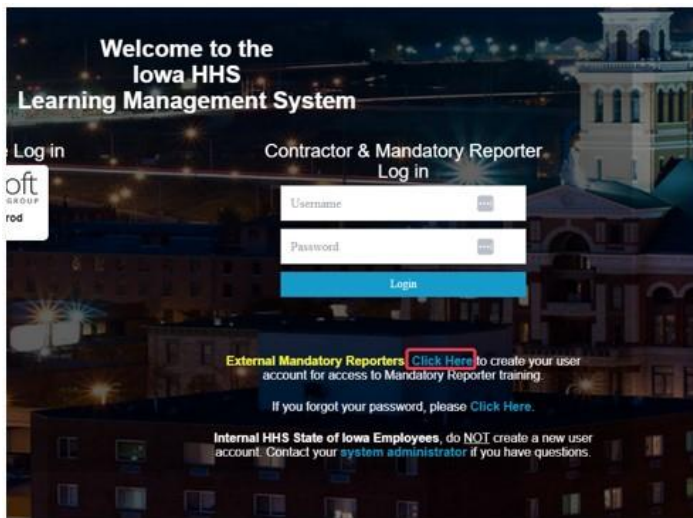 Welcome to the
Iowa HHS
Learning Management System
Log in
oft
GROUP
rod
Contractor & Mandatory Reporter
Log in
Username
Password
Login
External Mandatory Reporters Click Here to create your user
account for access to Mandatory Reporter training.
If you forgot your password, please Click Here.
Internal HHS State of Iowa Employees, do NOT create a new user
account. Contact your system administrator if you have questions.